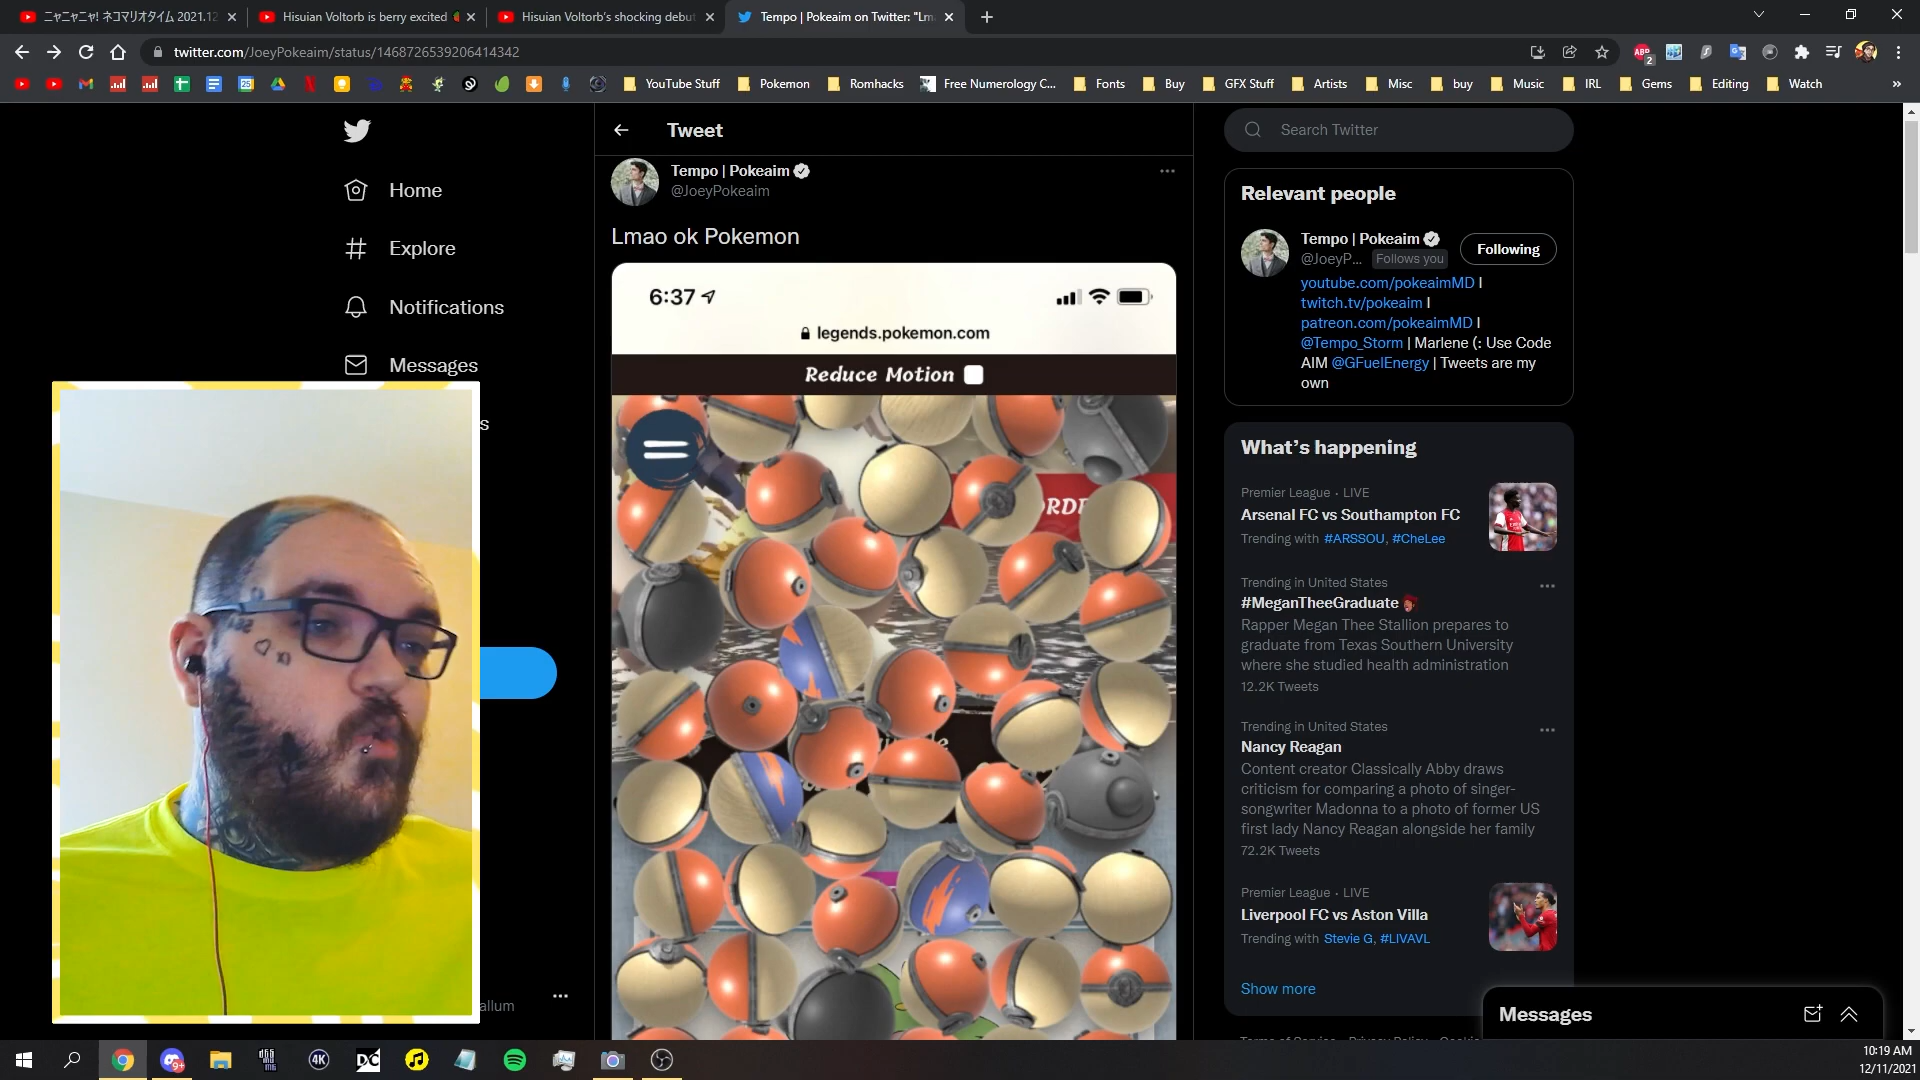 ニャニャニャ! ネコマリオタイム 2021.12
Hisuian Voltorb is berry excited
Hisuian Voltorb's shocking debut
Tempo | Pokeaim on Twitter: "Lm
twitter.com/JoeyPokeaim/status/1468726539206414342
YouTube Stuff
Pokemon
Romhacks
Free Numerology C...
Fonts
Buy
GFX Stuff
Artists
Misc
buy
Music
IRL
Gems
Editing
Watch
Home
Explore
Notifications
Messages
s
allum
Tweet
Tempo | Pokeaim
@JoeyPokeaim
Lmao ok Pokemon
6:37
legends.pokemon.com
Reduce Motion
ORDE
Search Twitter
Relevant people
Tempo | Pokeaim
@JoeyP... Follows you
Following
youtube.com/pokeaimMD |
twitch.tv/pokeaim |
patreon.com/pokeaimMD |
@Tempo_Storm | Marlene (: Use Code
AIM @GFuelEnergy | Tweets are my
own
What's happening
Premier League · LIVE
Arsenal FC vs Southampton FC
Trending with #ARSSOU, #CheLee
Trending in United States
#MeganTheeGraduate
Rapper Megan Thee Stallion prepares to
graduate from Texas Southern University
where she studied health administration
12.2K Tweets
Trending in United States
Nancy Reagan
Content creator Classically Abby draws
criticism for comparing a photo of singer-
songwriter Madonna to a photo of former US
first lady Nancy Reagan alongside her family
72.2K Tweets
Premier League · LIVE
Liverpool FC vs Aston Villa
Trending with Stevie G, #LIVAVL
Show more
Messages
10:19 AM
12/11/2021